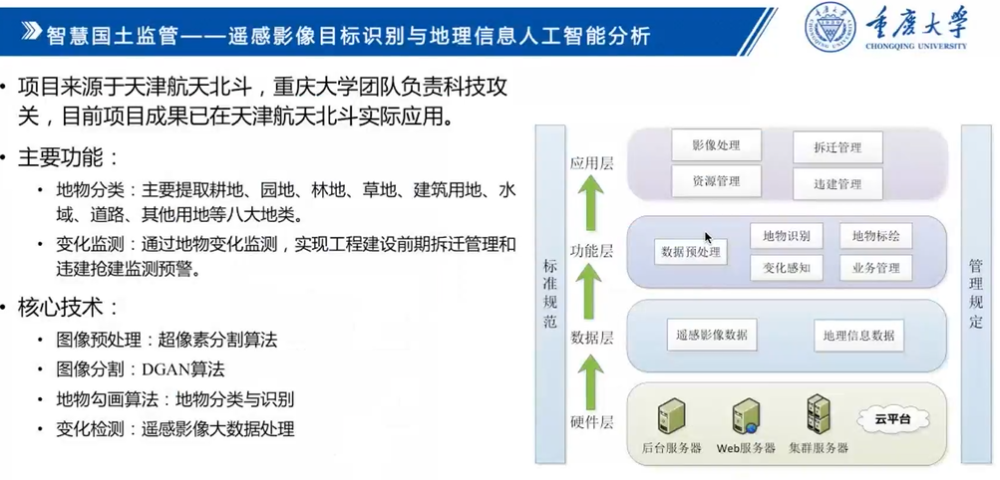 智慧国土监管——遥感影像目标识别与地理信息人工智能分析
重庆大学
CHONGQING UNIVERSITY
• 项目来源于天津航天北斗，重庆大学团队负责科技攻
关，目前项目成果已在天津航天北斗实际应用。
• 主要功能：
• 地物分类：主要提取耕地、园地、林地、草地、建筑用地、水
域、道路、其他用地等八大地类。
• 变化监测：通过地物变化监测，实现工程建设前期拆迁管理和
违建抢建监测预警。
• 核心技术：
• 图像预处理：超像素分割算法
• 图像分割：DGAN算法
• 地物勾画算法：地物分类与识别
• 变化检测：遥感影像大数据处理
标准规范
应用层
影像处理
拆迁管理
资源管理
违建管理
功能层
数据预处理
地物识别
地物标绘
变化感知
业务管理
数据层
遥感影像数据
地理信息数据
硬件层
后台服务器
Web服务器
集群服务器
云平台
管理规定